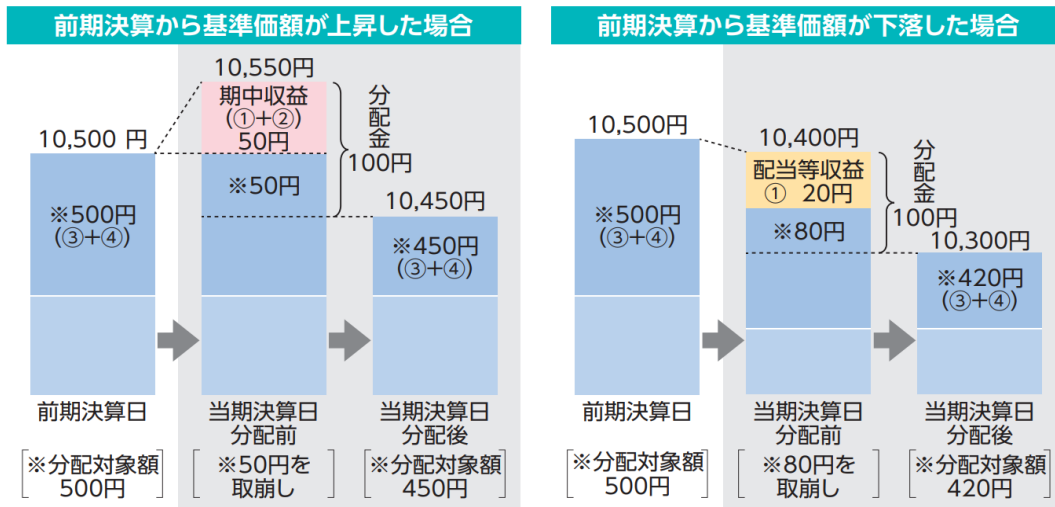 前期決算から基準価額が上昇した場合
10,550円
期中収益
(①+②)
50円
分配金
100円
10,500 円
※500円
(③+④)
※50円
10,450円
※450円
(③+④)
前期決算日
当期決算日
分配前
当期決算日
分配後
※分配対象額
500円
※50円を
取崩し
※分配対象額
450円
前期決算から基準価額が下落した場合
10,500円
10,400円
配当等収益
① 20円
分配金
100円
※500円
(③+④)
※80円
10,300円
※420円
(③+④)
前期決算日
当期決算日
分配前
当期決算日
分配後
※分配対象額
500円
※80円を
取崩し
※分配対象額
420円